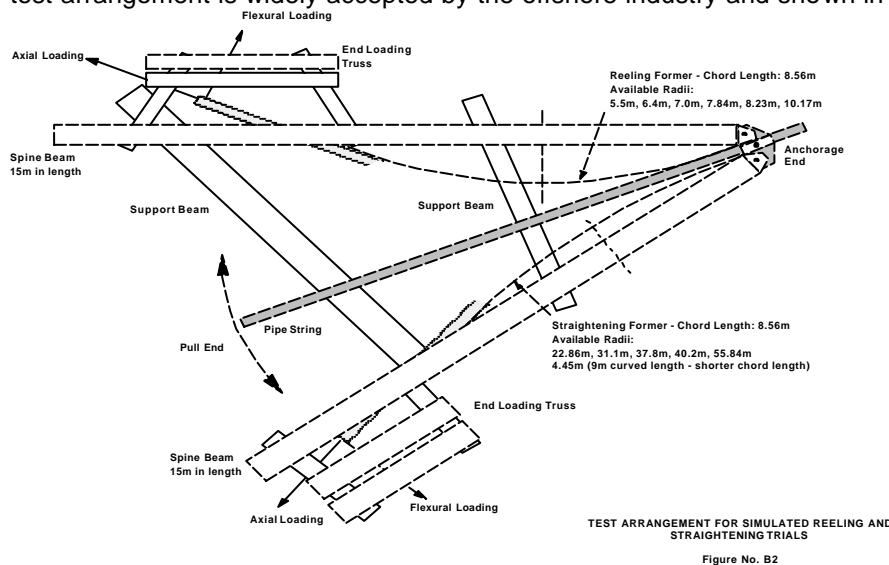 test arrangement is widely accepted by the offshore industry and shown in
Flexural Loading
Axial Loading
End Loading
Truss
Reeling Former - Chord Length: 8.56m
Available Radii:
5.5m, 6.4m, 7.0m, 7.84m, 8.23m, 10.17m
Anchorage
End
Spine Beam
15m in length
Support Beam
Support Beam
Pipe String
Pull End
Straightening Former - Chord Length: 8.56m
Available Radii:
22.86m, 31.1m, 37.8m, 40.2m, 55.84m
4.45m (9m curved length - shorter chord length)
End Loading Truss
Spine Beam
15m in length
Axial Loading
Flexural Loading
TEST ARRANGEMENT FOR SIMULATED REELING AND
STRAIGHTENING TRIALS
Figure No. B2